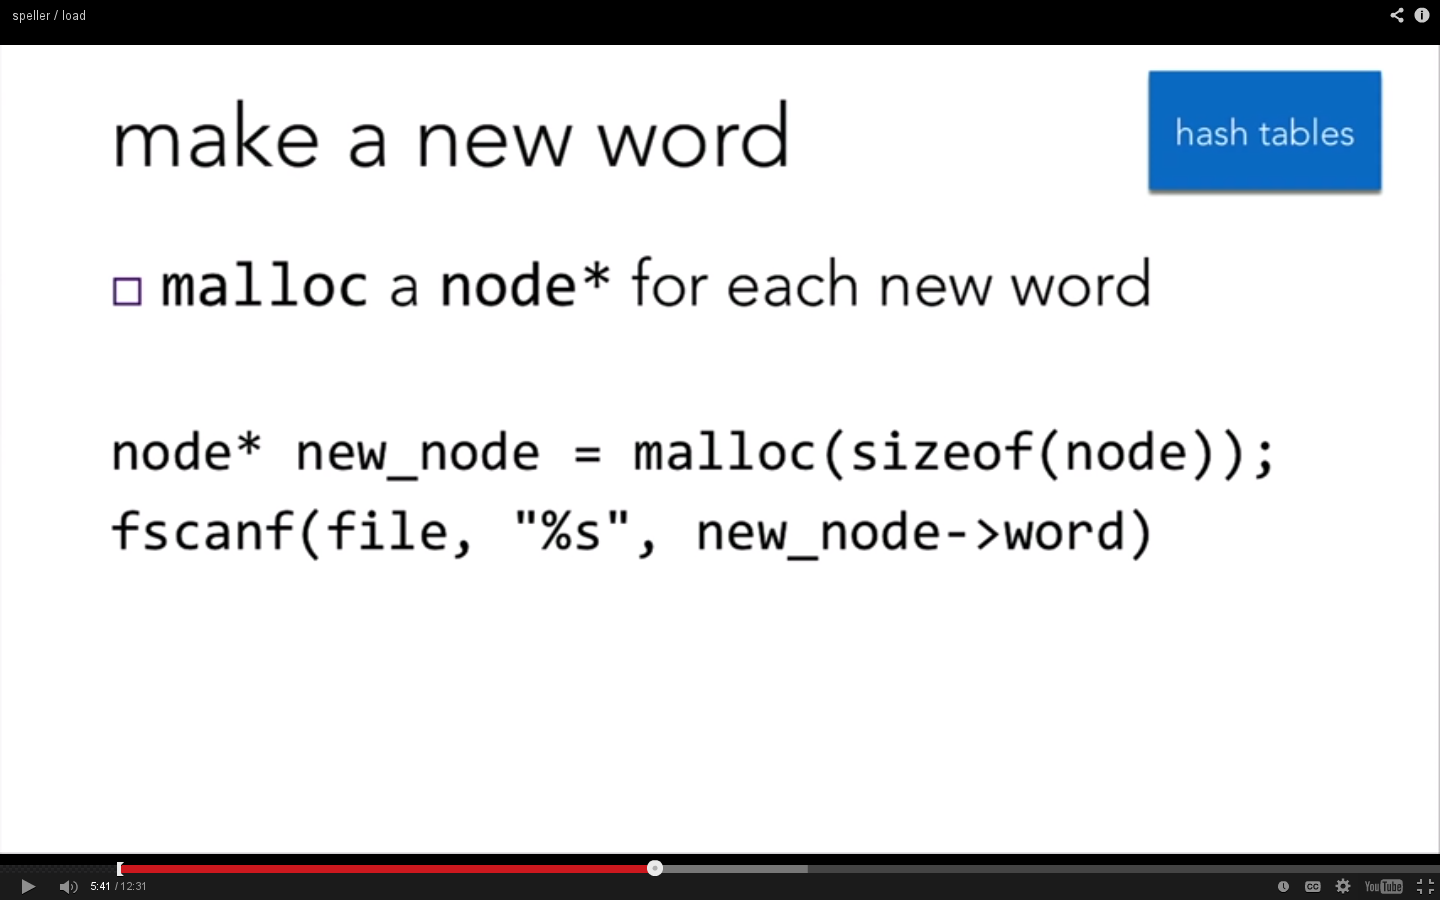 speller / load
make a new word
hash tables
malloc a node* for each new word
node* new_node = malloc(sizeof(node));
fscanf(file, "%s", new_node->word)
5:41 / 12:31
CC
YouTube